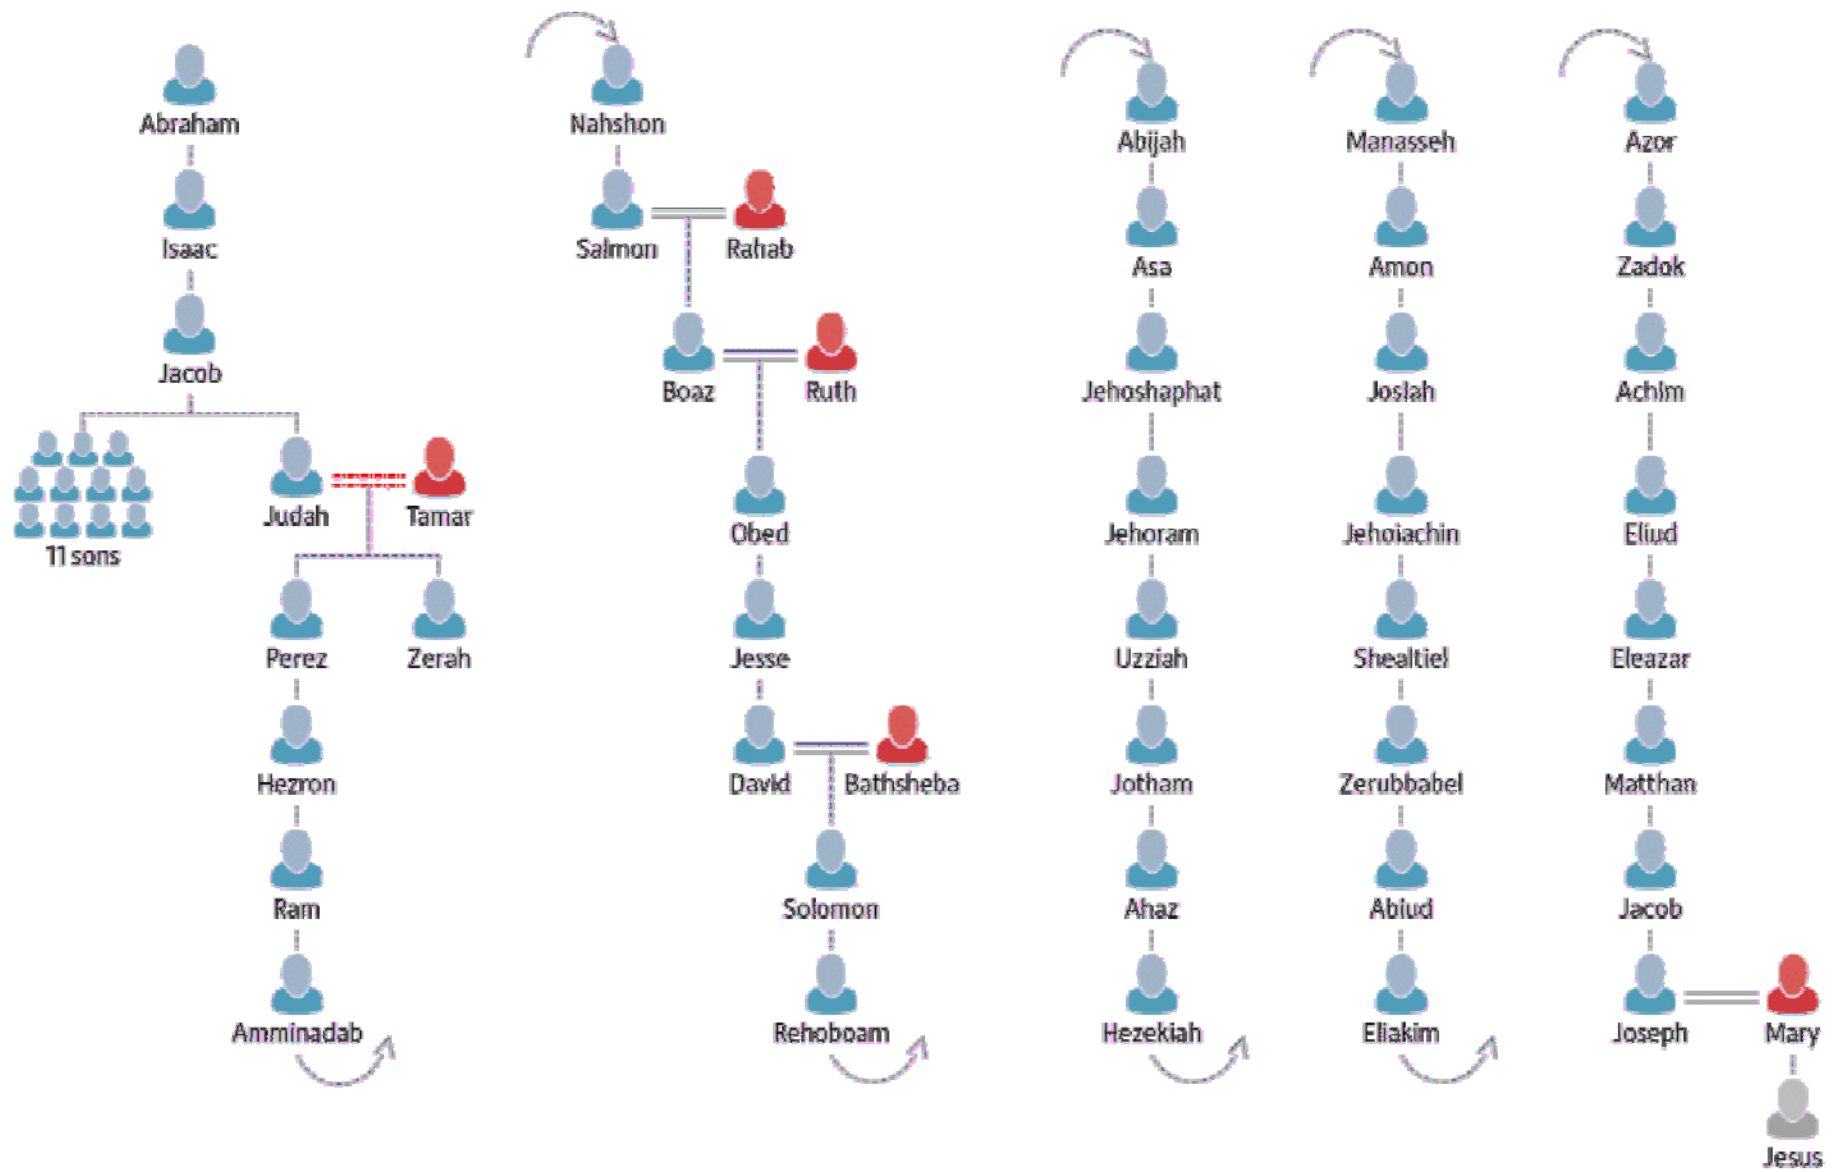 Abraham
Isaac
Jacob
11 sons
Judah
Tamar
Perez
Zerah
Hezron
Ram
Amminadab
Nahshon
Salmon
Rahab
Boaz
Ruth
Obed
Jesse
David
Bathsheba
Solomon
Rehoboam
Abijah
Asa
Jehoshaphat
Jehoram
Uzziah
Jotham
Ahaz
Hezekiah
Manasseh
Amon
Josiah
Jehoiachin
Shealtiel
Zerubbabel
Abiud
Eliakim
Azor
Zadok
Achim
Eliud
Eleazar
Matthan
Jacob
Joseph
Mary
Jesus